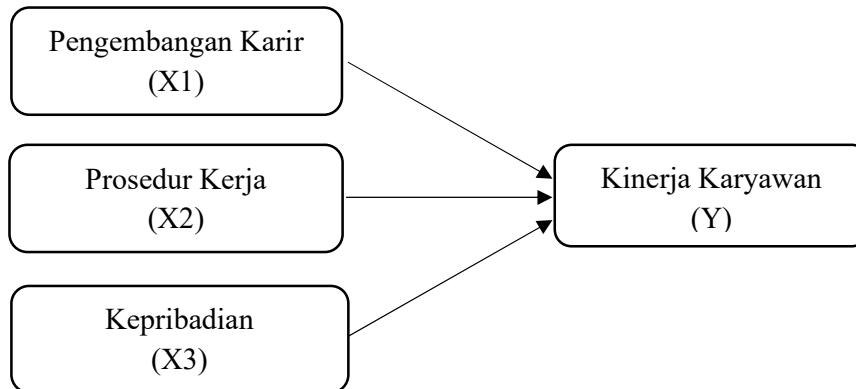 Pengembangan Karir
(X1)
Prosedur Kerja
(X2)
Kinerja Karyawan
(Y)
Kepribadian
(X3)